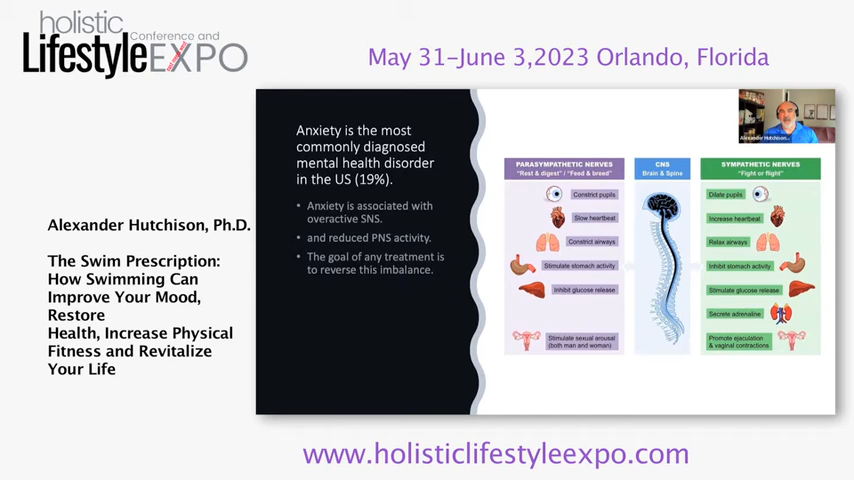 holistic
Conference and
LifestyleEXPO
May 31-June 3,2023 Orlando, Florida
Alexander Hutchison, Ph.D.
The Swim Prescription:
How Swimming Can
Improve Your Mood,
Restore
Health, Increase Physical
Fitness and Revitalize
Your Life
Anxiety is the most
commonly diagnosed
mental health disorder
in the US (19%).
• Anxiety is associated with
overactive SNS.
• and reduced PNS activity.
• The goal of any treatment is
to reverse this imbalance.
Alexander Hutchison...
PARASYMPATHETIC NERVES
"Rest & digest" / "Feed & breed"
Constrict pupils
Slow heartbeat
Constrict airways
Stimulate stomach activity
Inhibit glucose release
Stimulate sexual arousal
(both man and woman)
CNS
Brain & Spine
SYMPATHETIC NERVES
"Fight or flight"
Dilate pupils
Increase heartbeat
Relax airways
Inhibit stomach activity
Stimulate glucose release
Secrete adrenaline
Promote ejaculation
& vaginal contractions
www.holisticlifestyleexpo.com